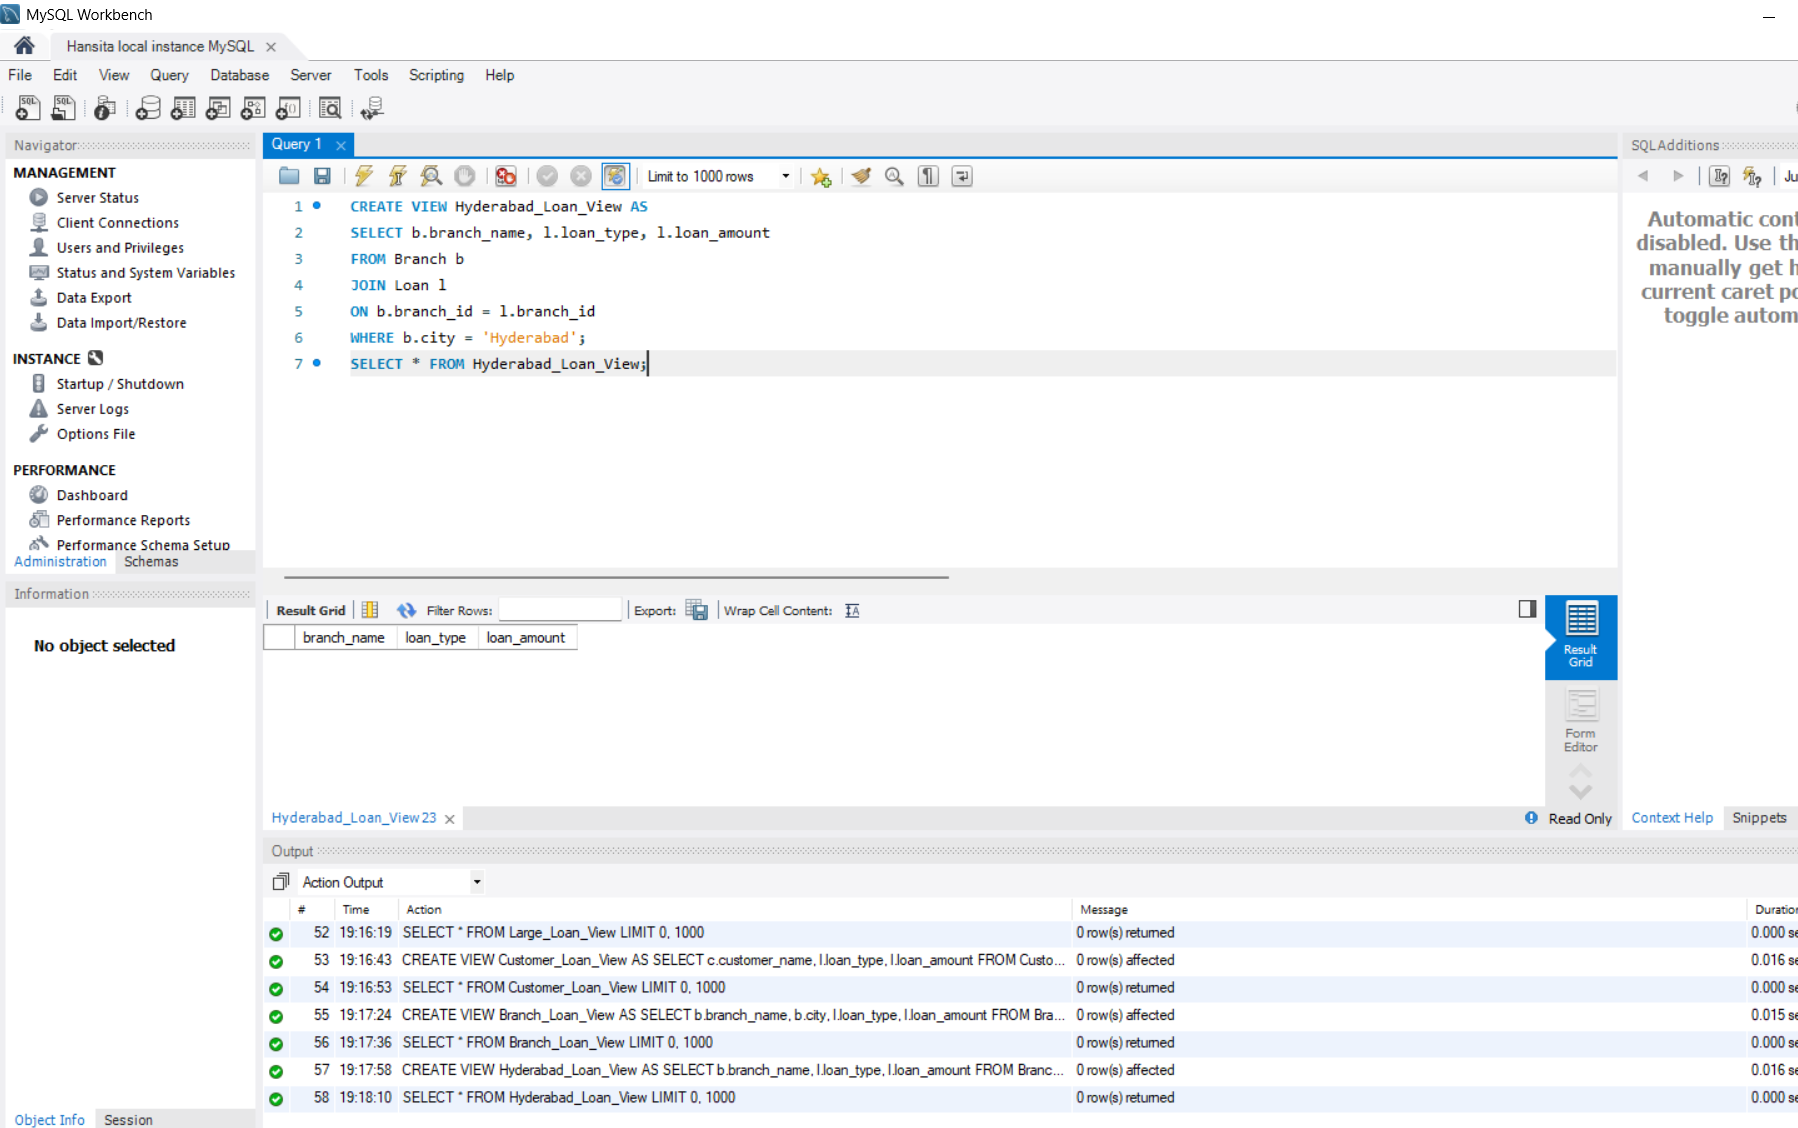 MySQL Workbench
Hansita local instance MySQL
File Edit View Query Database Server Tools Scripting Help
Navigator
MANAGEMENT
Server Status
Client Connections
Users and Privileges
Status and System Variables
Data Export
Data Import/Restore
INSTANCE
Startup / Shutdown
Server Logs
Options File
PERFORMANCE
Dashboard
Performance Reports
Performance Schema Setup
Administration Schemas
Information
No object selected
Object Info Session
Query 1
Limit to 1000 rows
1 CREATE VIEW Hyderabad_Loan_View AS
2 SELECT b.branch_name, l.loan_type, l.loan_amount
3 FROM Branch b
4 JOIN Loan l
5 ON b.branch_id = l.branch_id
6 WHERE b.city = 'Hyderabad';
7 SELECT * FROM Hyderabad_Loan_View;
Result Grid Filter Rows: Export: Wrap Cell Content:
branch_name loan_type loan_amount
Result
Grid
Form
Editor
Hyderabad_Loan_View 23
Read Only
Output
Action Output
# Time Action Message Duration
52 19:16:19 SELECT * FROM Large_Loan_View LIMIT 0, 1000 0 row(s) returned 0.000 se
53 19:16:43 CREATE VIEW Customer_Loan_View AS SELECT c.customer_name, l.loan_type, l.loan_amount FROM Custo... 0 row(s) affected 0.016 se
54 19:16:53 SELECT * FROM Customer_Loan_View LIMIT 0, 1000 0 row(s) returned 0.000 se
55 19:17:24 CREATE VIEW Branch_Loan_View AS SELECT b.branch_name, b.city, l.loan_type, l.loan_amount FROM Bra... 0 row(s) affected 0.015 se
56 19:17:36 SELECT * FROM Branch_Loan_View LIMIT 0, 1000 0 row(s) returned 0.000 se
57 19:17:58 CREATE VIEW Hyderabad_Loan_View AS SELECT b.branch_name, l.loan_type, l.loan_amount FROM Branc... 0 row(s) affected 0.016 se
58 19:18:10 SELECT * FROM Hyderabad_Loan_View LIMIT 0, 1000 0 row(s) returned 0.000 se
SQLAdditions
Ju
Automatic cont
disabled. Use th
manually get h
current caret po
toggle autom
Context Help Snippets